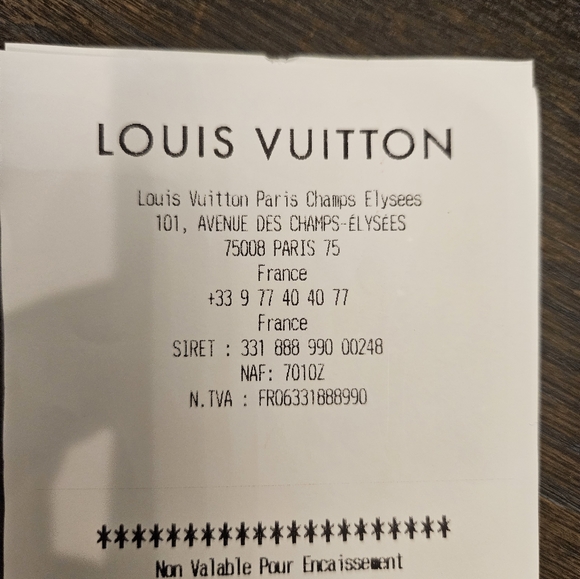 LOUIS VUITTON
Louis Vuitton Paris Champs Elysees
101, AVENUE DES CHAMPS-ÉLYSÉES
75008 PARIS 75
France
+33 9 77 40 40 77
France
SIRET : 331 888 990 00248
NAF: 7010Z
N.TVA : FR06331888990
********************
Non Valable Pour Encaissement